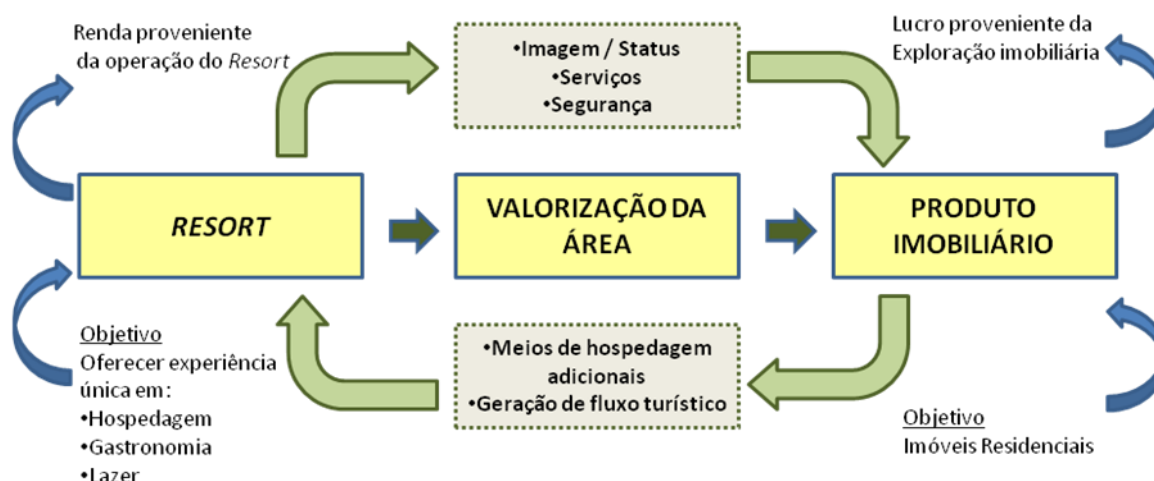 Renda proveniente
da operação do Resort
•Imagem / Status
•Serviços
•Segurança
Lucro proveniente da
Exploração imobiliária
RESORT
VALORIZAÇÃO DA
ÁREA
PRODUTO
IMOBILIÁRIO
Objetivo
Oferecer experiência
única em:
•Hospedagem
•Gastronomia
•Lazer
•Meios de hospedagem
adicionais
•Geração de fluxo turístico
Objetivo
Imóveis Residenciais